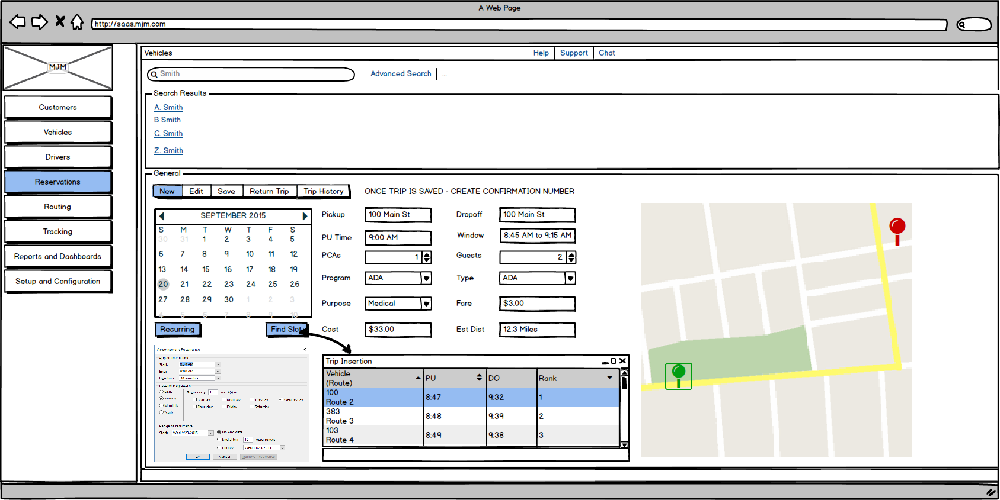 A Web Page
http://saas.mjm.com
MJM
Customers
Vehicles
Drivers
Reservations
Routing
Tracking
Reports and Dashboards
Setup and Configuration
Vehicles
Help
Support
Chat
Smith
Advanced Search
...
Search Results
A. Smith
B Smith
C. Smith
Z. Smith
General
New
Edit
Save
Return Trip
Trip History
ONCE TRIP IS SAVED - CREATE CONFIRMATION NUMBER
SEPTEMBER 2015
S M T W T F S
30 31 1 2 3 4 5
6 7 8 9 10 11 12
13 14 15 16 17 18 19
20 21 22 23 24 25 26
27 28 29 30 1 2 3
4 5 6 7 8 9 10
Recurring
Find Slot
Pickup 100 Main St Dropoff 100 Main St
PU Time 9:00 AM Window 8:45 AM to 9:15 AM
PCAs 1 Guests 2
Program ADA Type ADA
Purpose Medical Fare $3.00
Cost $33.00 Est Dist 12.3 Miles
Appointment Recurrence
Appointment time
Start: 8:30 AM
End: 9:00 AM
Duration: 30 minutes
Recurrence pattern
Daily
Weekly
Monthly
Yearly
Recur every 1 week(s) on:
Sunday Monday Tuesday Wednesday
Thursday Friday Saturday
Range of recurrence
Start: Wed 9/23/2015
No end date
End after: 10 occurrences
End by:
OK
Cancel
Remove Recurrence
Trip Insertion
Vehicle
(Route)
PU
DO
Rank
100
Route 2
8:47
9:32
1
383
Route 3
8:48
9:39
2
103
Route 4
8:49
9:38
3